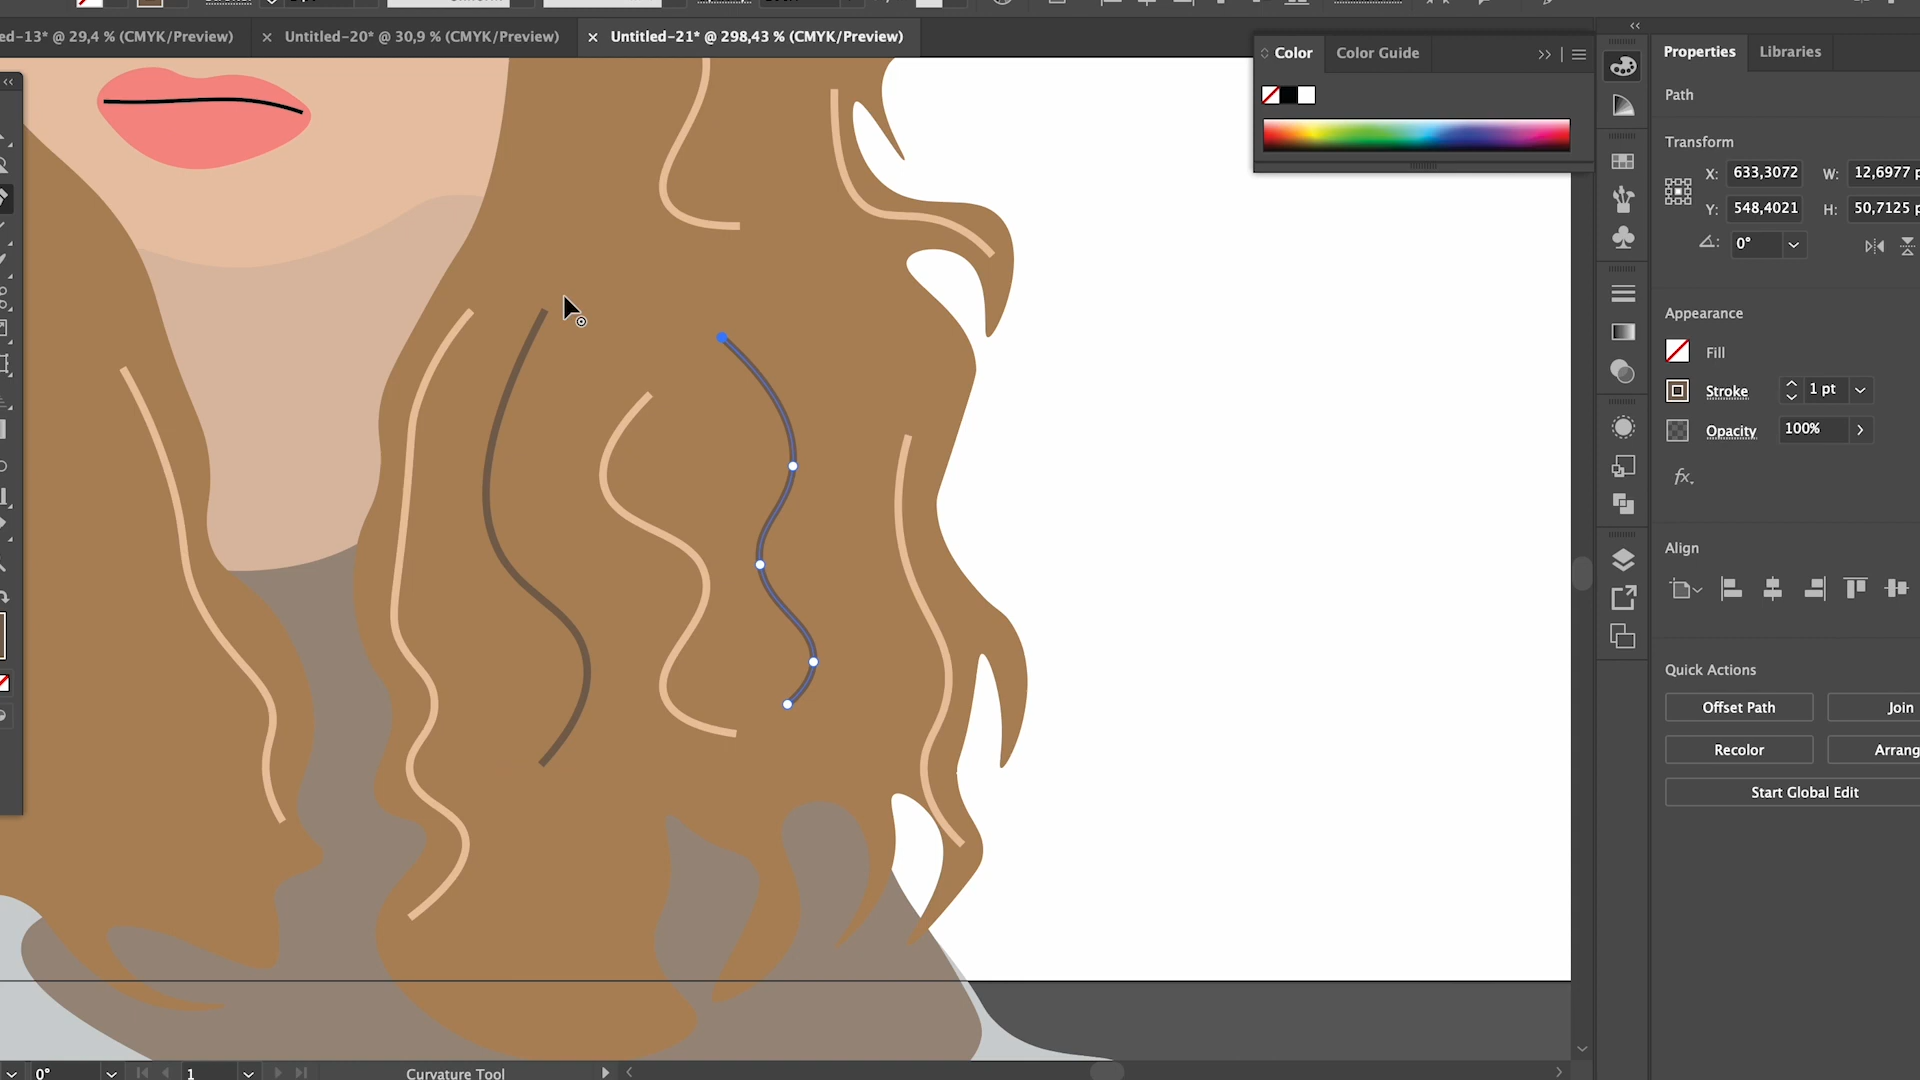 ed-13* @ 29,4 % (CMYK/Preview)
Untitled-20* @ 30,9 % (CMYK/Preview)
Untitled-21* @ 298,43 % (CMYK/Preview)
Color
Color Guide
Properties
Libraries
Path
Transform
X: 633,3072
W: 12,6977 p
Y: 548,4021
H: 50,7125 p
0°
Appearance
Fill
Stroke
1 pt
Opacity
100%
fx.
Align
Quick Actions
Offset Path
Join
Recolor
Arrang
Start Global Edit
0°
1
Curvature Tool